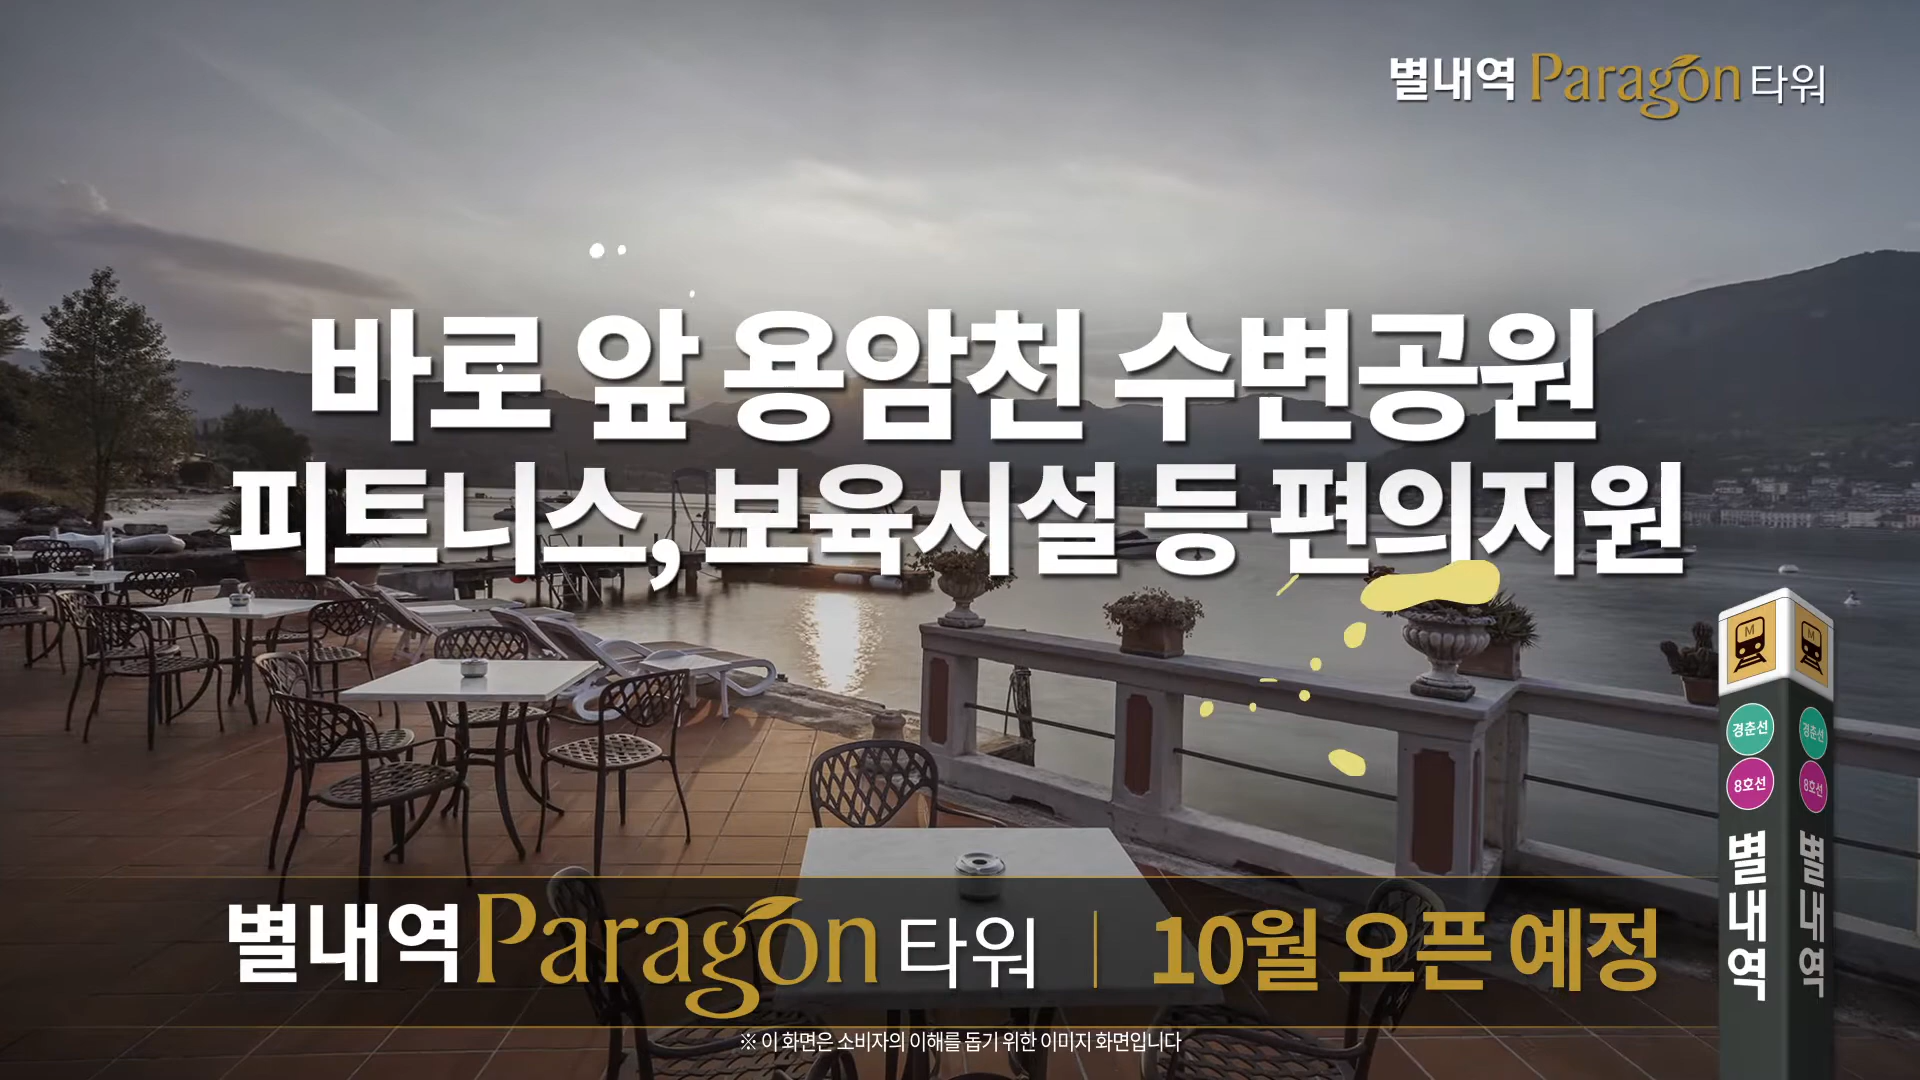 별내역 Paragon 타워
바로 앞 용암천 수변공원
피트니스, 보육시설 등 편의지원
M M
경춘선 경춘선
8호선 8호선
별내역 별내역
별내역 Paragon 타워 | 10월 오픈 예정
※ 이 화면은 소비자의 이해를 돕기 위한 이미지 화면입니다